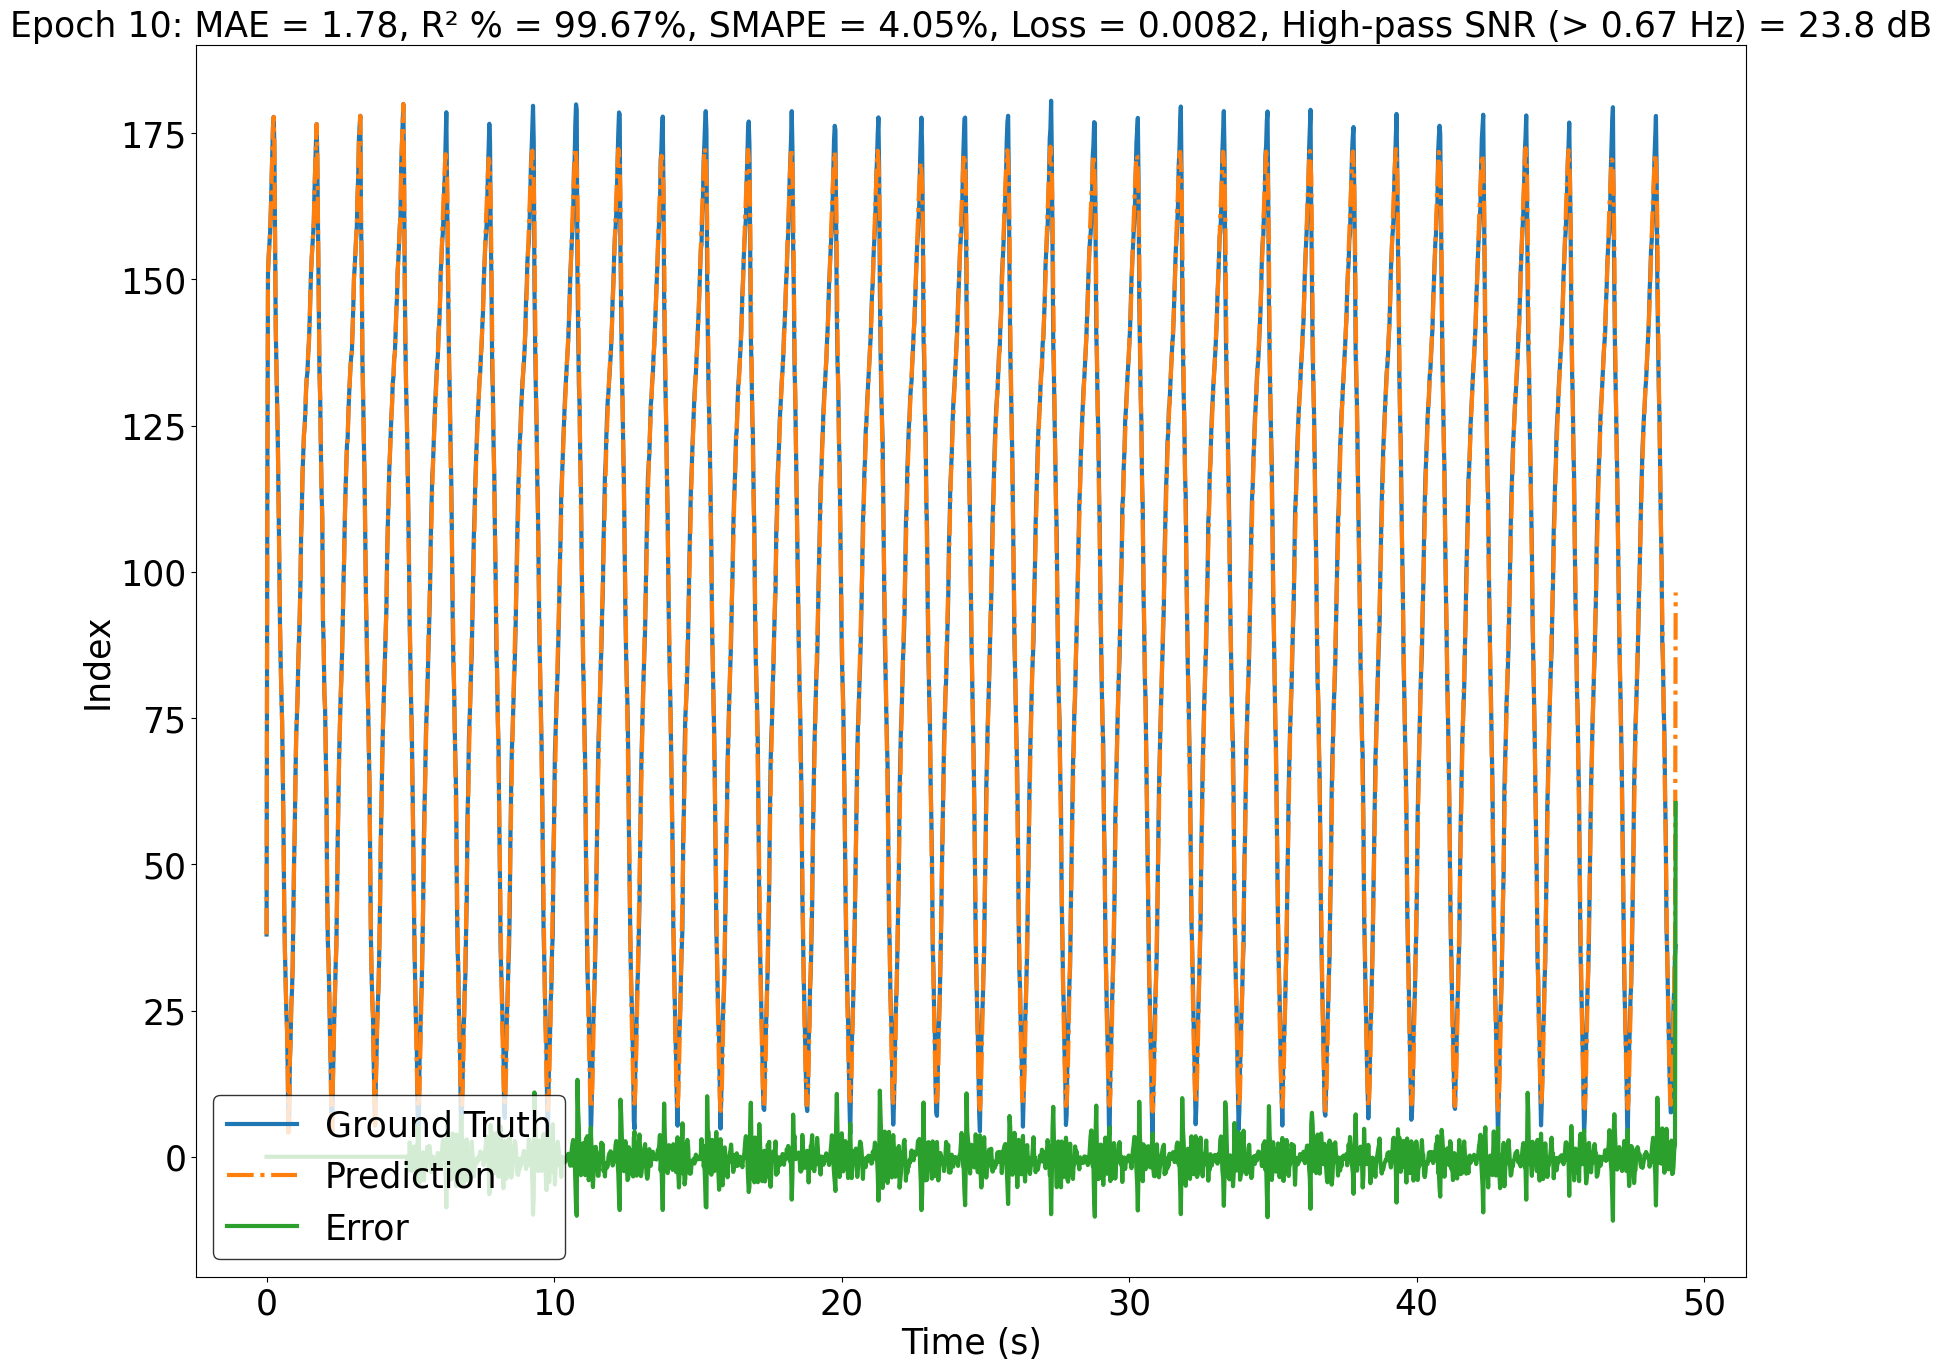 Epoch 10: MAE = 1.78, R² % = 99.67%, SMAPE = 4.05%, Loss = 0.0082, High-pass SNR (> 0.67 Hz) = 23.8 dB
175
150
125
100
75
50
25
0
Index
Ground Truth
Prediction
Error
0 10 20 30 40 50
Time (s)